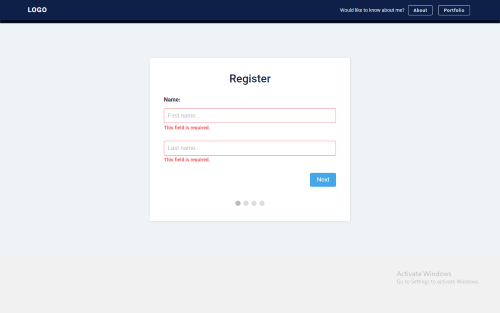 LOGO
Would like to know about me? About Portfolio
Register
Name:
First name...
This field is required.
Last name...
This field is required.
Next
Activate Windows
Go to Settings to activate Windows.